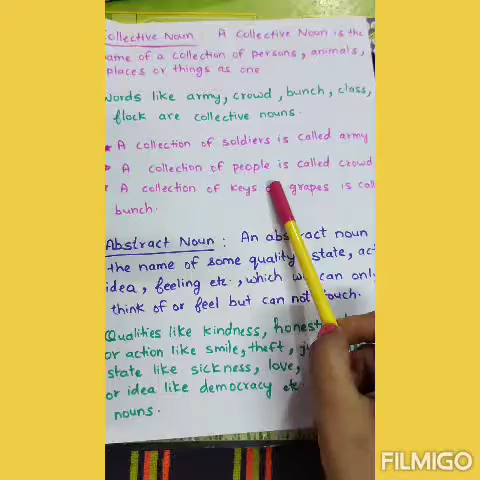 Collective Noun : A Collective Noun is the
name of a collection of persons, animals,
places or things as one
Words like army, crowd, bunch, class,
flock are collective nouns.
A collection of soldiers is called army
A collection of people is called crowd
A collection of keys grapes is
bunch.
Abstract Noun : An abstract noun
the name of some quality, state,
idea, feeling etc., which we can only
think of or feel but can not touch.
Qualities like kindness,
or action like smile, theft,
state like sickness, love,
or idea like democracy etc
nouns.
FILMIGO